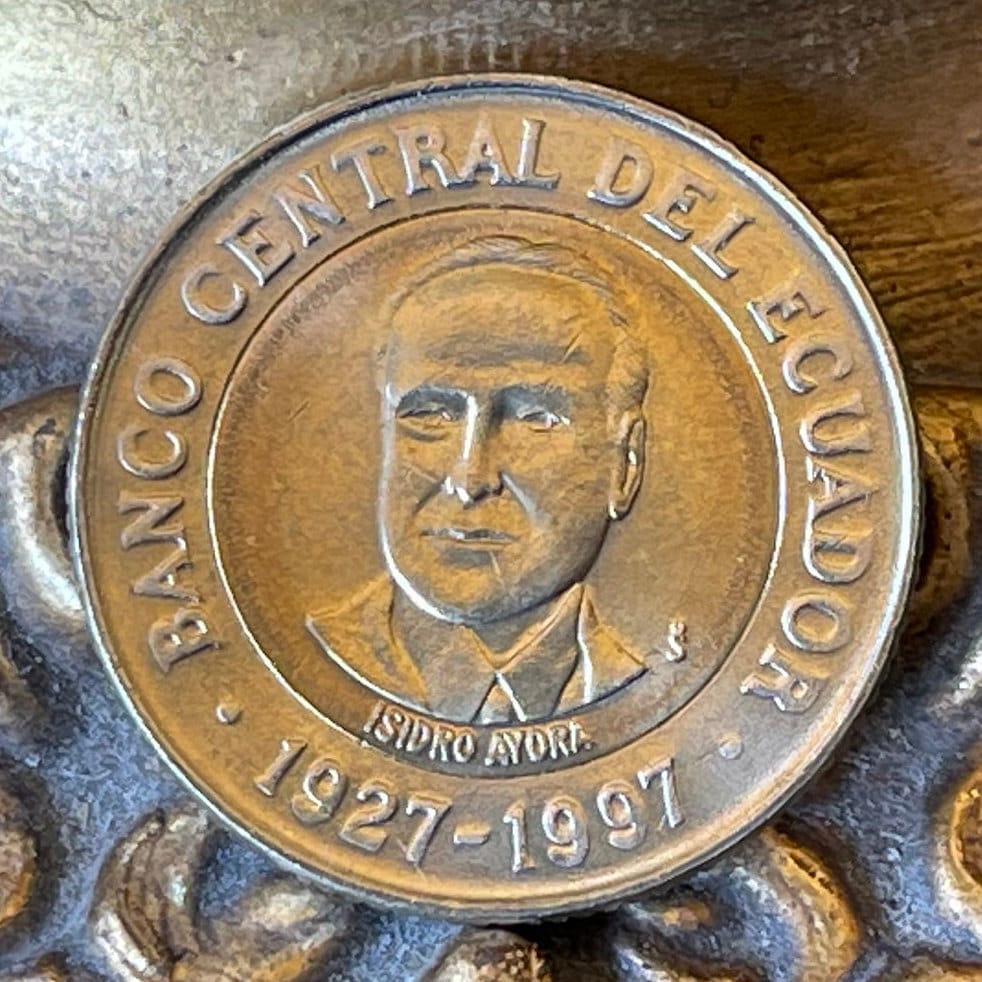 BANCO CENTRAL DEL ECUADOR
ISIDRO AYORA
· 1927-1997 ·